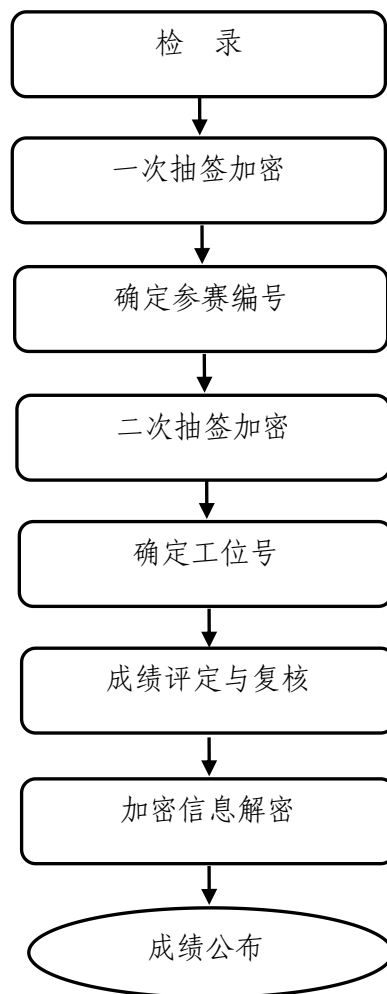 检 录
一次抽签加密
确定参赛编号
二次抽签加密
确定工位号
成绩评定与复核
加密信息解密
成绩公布